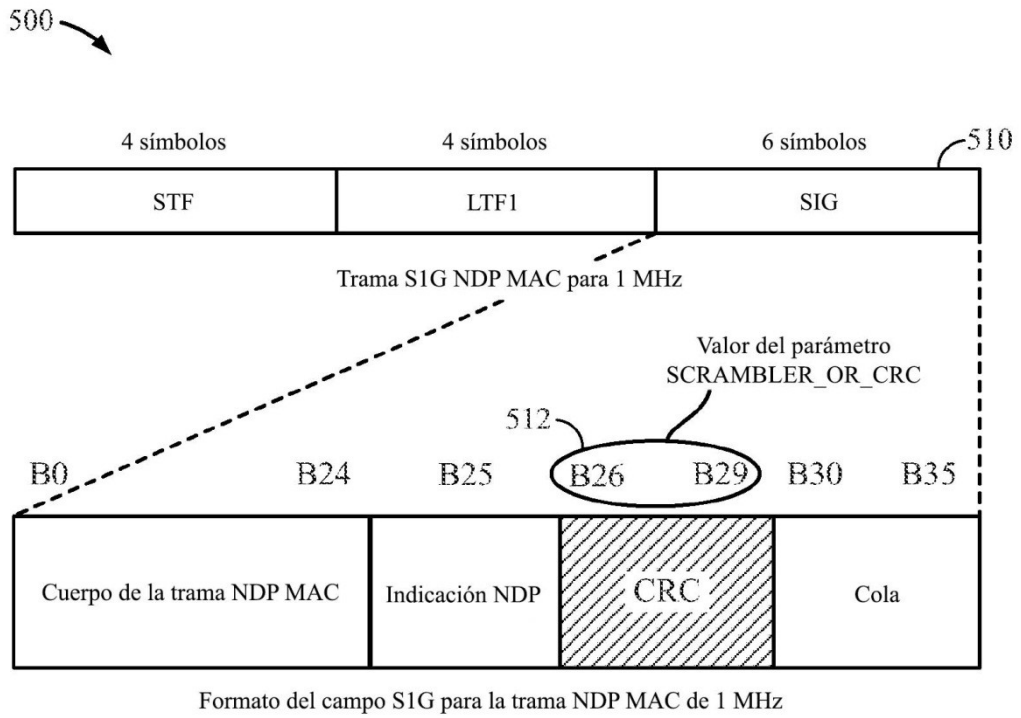 500
4 símbolos 4 símbolos 6 símbolos 510
STF LTF1 SIG
Trama S1G NDP MAC para 1 MHz
Valor del parámetro
SCRAMBLER_OR_CRC
512
B0 B24 B25 B26 B29 B30 B35
Cuerpo de la trama NDP MAC Indicación NDP CRC Cola
Formato del campo S1G para la trama NDP MAC de 1 MHz